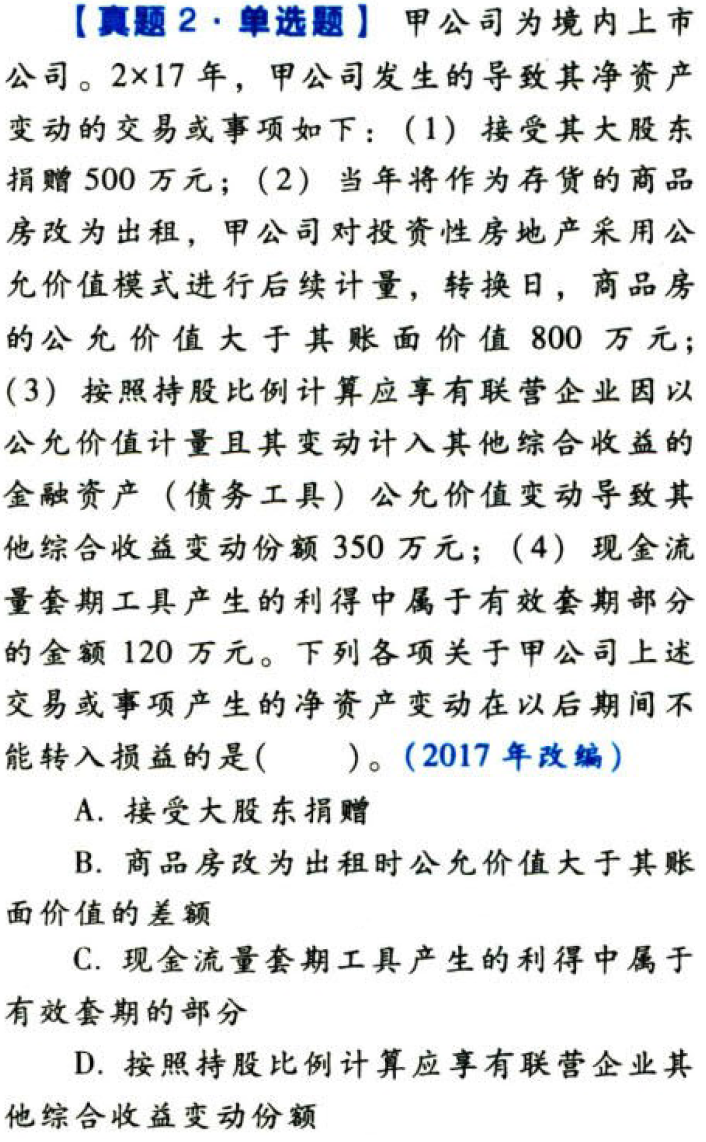 【真题 2·单选题】 甲公司为境内上市
公司。2×17 年，甲公司发生的导致其净资产
变动的交易或事项如下：(1) 接受其大股东
捐赠 500 万元；(2) 当年将作为存货的商品
房改为出租，甲公司对投资性房地产采用公
允价值模式进行后续计量，转换日，商品房
的公允价值大于其账面价值 800 万元；
(3) 按照持股比例计算应享有联营企业因以
公允价值计量且其变动计入其他综合收益的
金融资产（债务工具）公允价值变动导致其
他综合收益变动份额 350 万元；(4) 现金流
量套期工具产生的利得中属于有效套期部分
的金额 120 万元。下列各项关于甲公司上述
交易或事项产生的净资产变动在以后期间不
能转入损益的是(　　)。(2017 年改编)
A. 接受大股东捐赠
B. 商品房改为出租时公允价值大于其账
面价值的差额
C. 现金流量套期工具产生的利得中属于
有效套期的部分
D. 按照持股比例计算应享有联营企业其
他综合收益变动份额